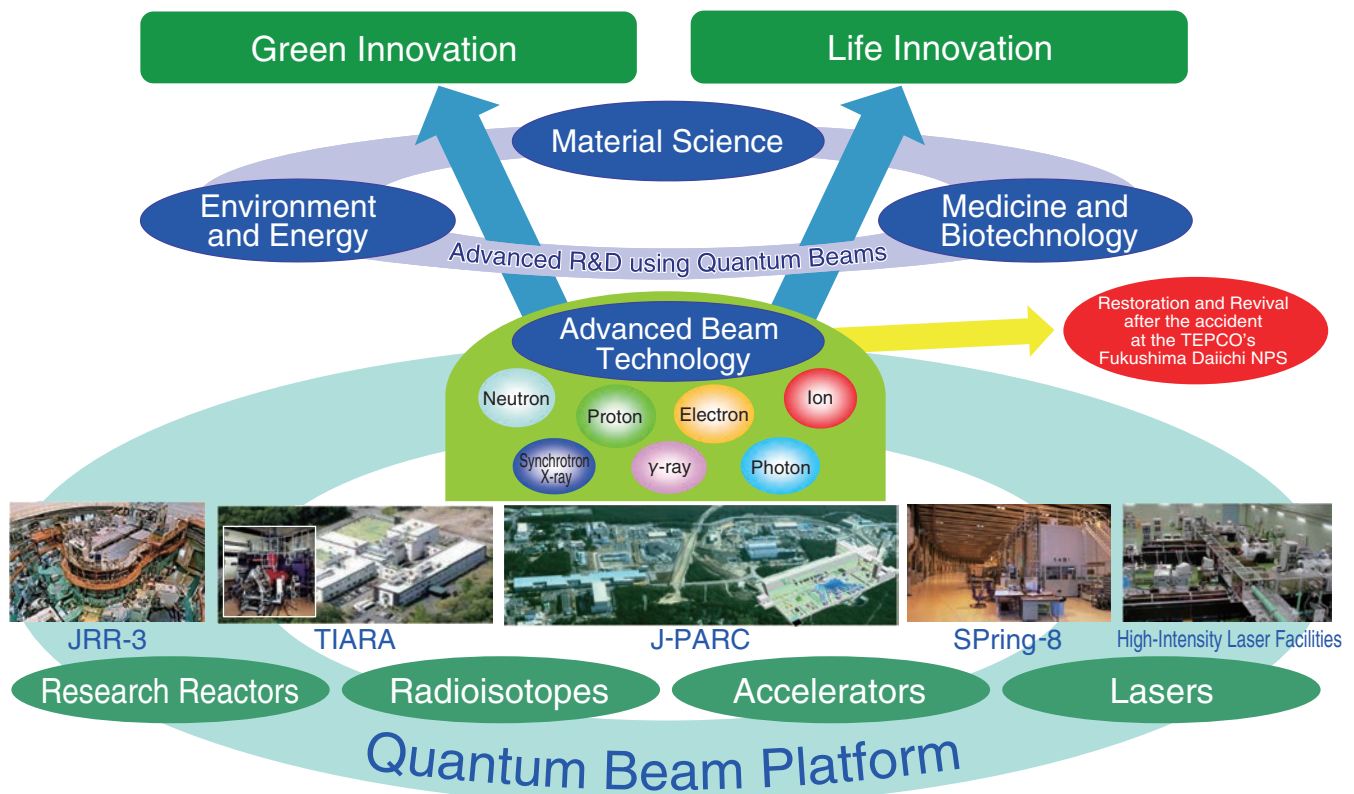 Green Innovation
Life Innovation
Material Science
Environment
and Energy
Medicine and
Biotechnology
Advanced R&D using Quantum Beams
Advanced Beam
Technology
Restoration and Revival
after the accident
at the TEPCO's
Fukushima Daiichi NPS
Neutron
Proton
Electron
Ion
Synchrotron
X-ray
γ-ray
Photon
JRR-3
TIARA
J-PARC
SPring-8
High-Intensity Laser Facilities
Research Reactors
Radioisotopes
Accelerators
Lasers
Quantum Beam Platform